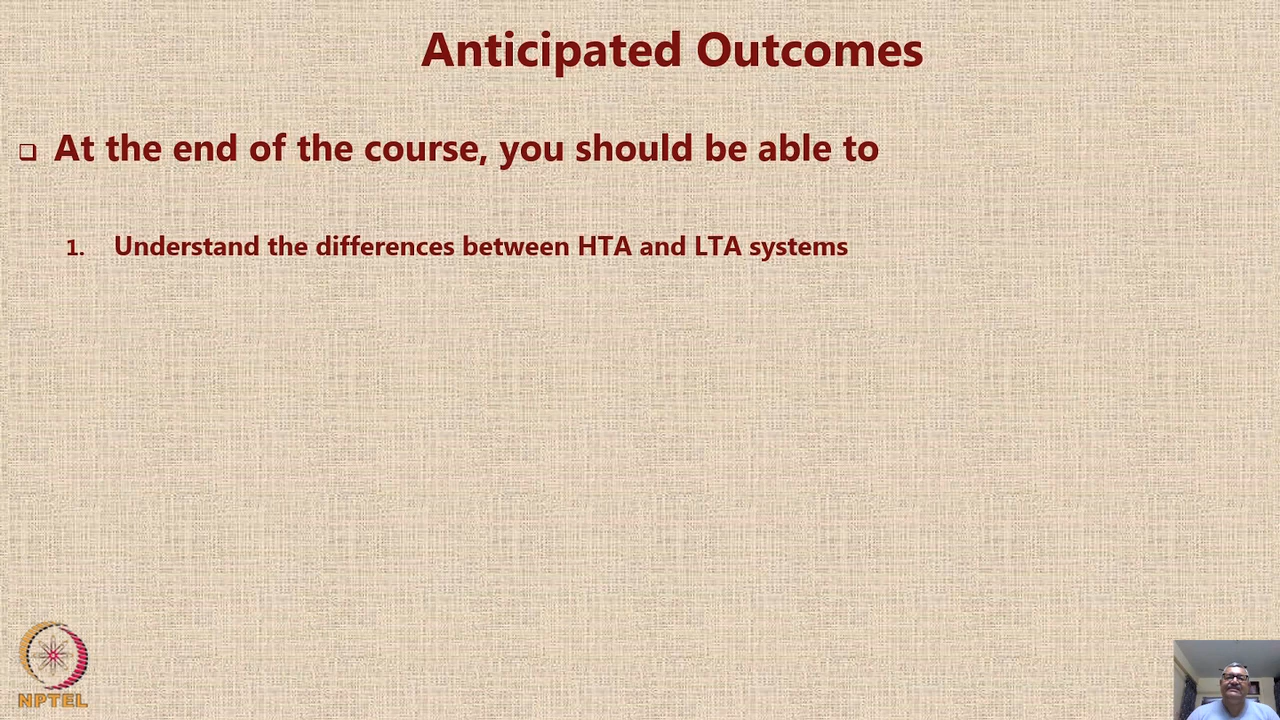 Anticipated Outcomes
❑ At the end of the course, you should be able to
1. Understand the differences between HTA and LTA systems
NPTEL